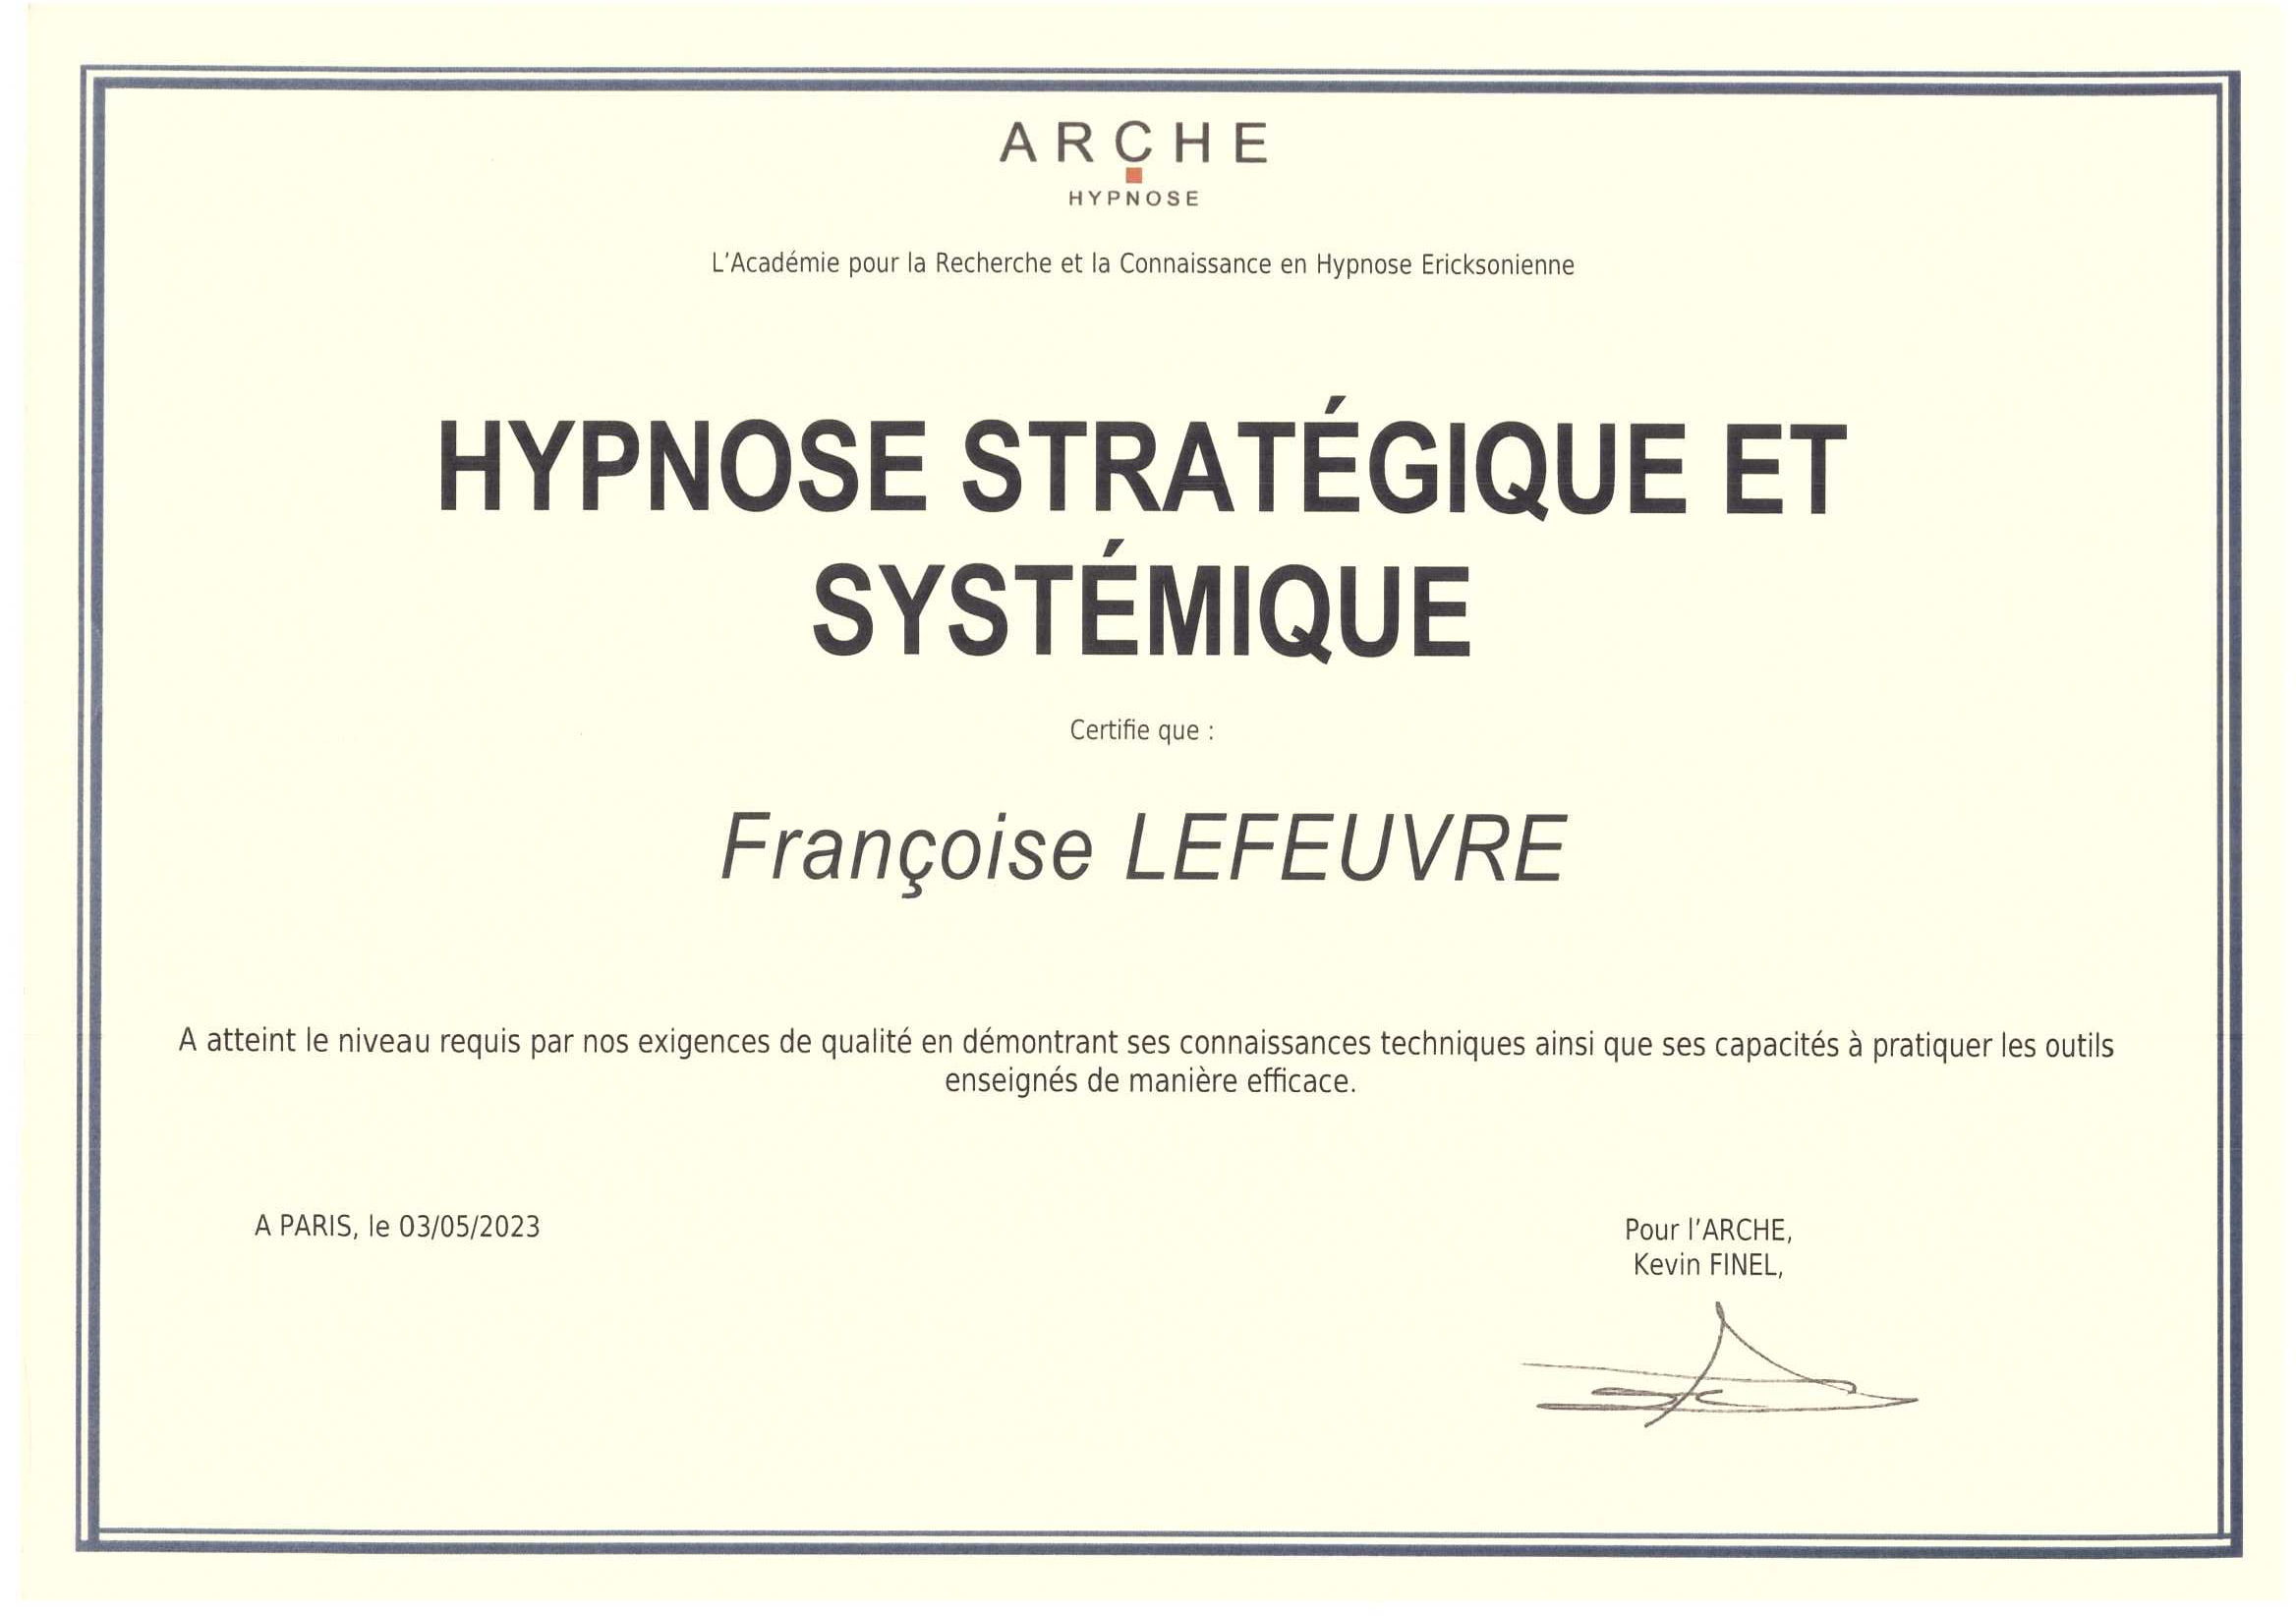 ARCHE
HYPNOSE
L'Académie pour la Recherche et la Connaissance en Hypnose Ericksonienne
HYPNOSE STRATÉGIQUE ET
SYSTÉMIQUE
Certifie que :
Françoise LEFEUVRE
A atteint le niveau requis par nos exigences de qualité en démontrant ses connaissances techniques ainsi que ses capacités à pratiquer les outils
enseignés de manière efficace.
A PARIS, le 03/05/2023
Pour l'ARCHE,
Kevin FINEL,